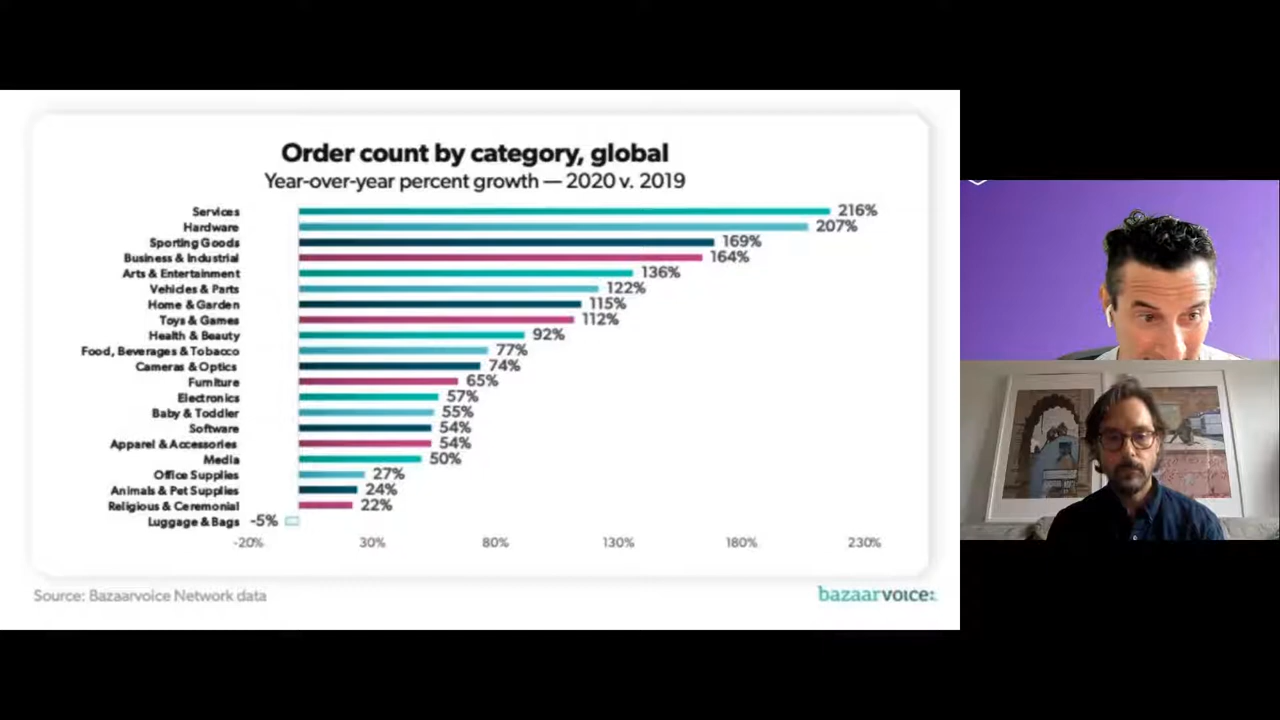 Order count by category, global
Year-over-year percent growth — 2020 v. 2019
Services 216%
Hardware 207%
Sporting Goods 169%
Business & Industrial 164%
Arts & Entertainment 136%
Vehicles & Parts 122%
Home & Garden 115%
Toys & Games 112%
Health & Beauty 92%
Food, Beverages & Tobacco 77%
Cameras & Optics 74%
Furniture 65%
Electronics 57%
Baby & Toddler 55%
Software 54%
Apparel & Accessories 54%
Media 50%
Office Supplies 27%
Animals & Pet Supplies 24%
Religious & Ceremonial 22%
Luggage & Bags -5%
-20% 30% 80% 130% 180% 230%
Source: Bazaarvoice Network data
bazaarvoice: